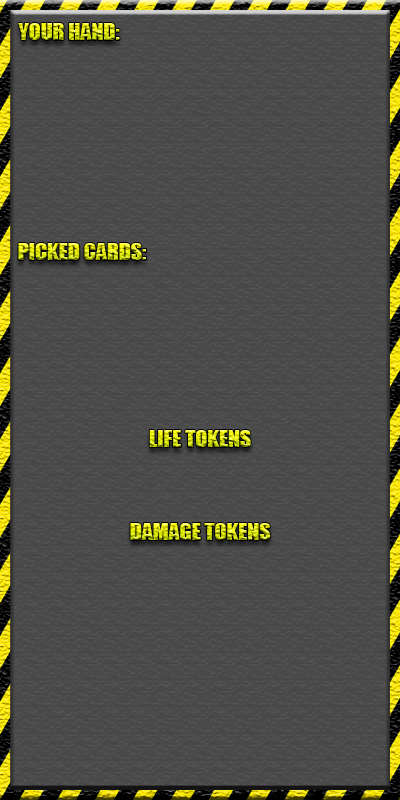 YOUR HAND:
PICKED CARDS:
LIFE TOKENS
DAMAGE TOKENS